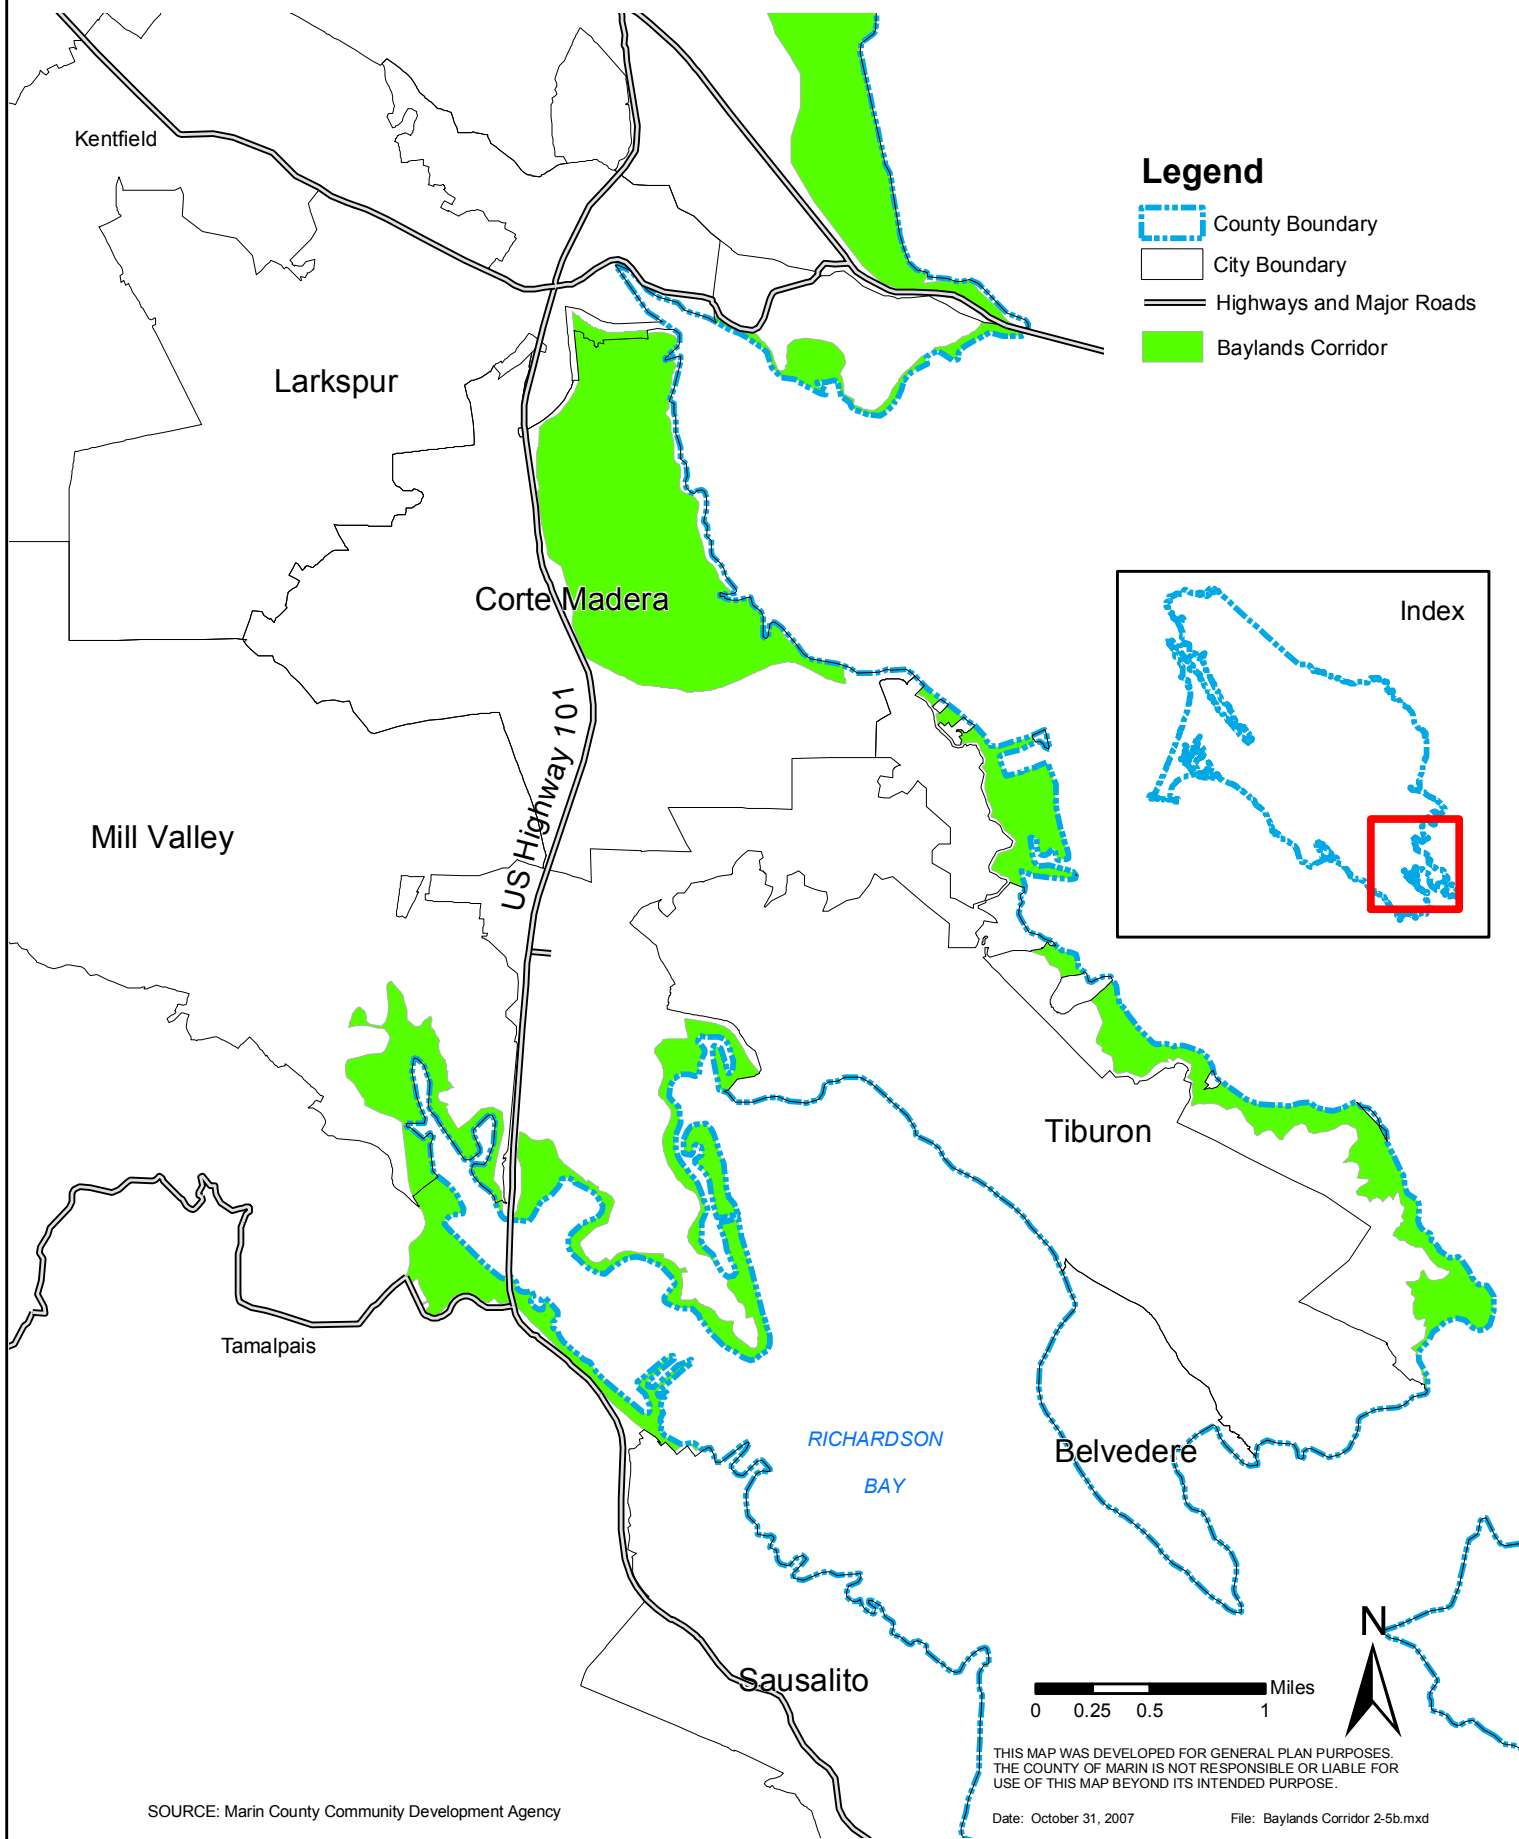 Kentfield
Legend
County Boundary
City Boundary
Highways and Major Roads
Baylands Corridor
Larkspur
Corte Madera
Index
US Highway 101
Mill Valley
Tiburon
Tamalpais
RICHARDSON
BAY
Belvedere
N
Sausalito
Miles
0 0.25 0.5 1
THIS MAP WAS DEVELOPED FOR GENERAL PLAN PURPOSES.
THE COUNTY OF MARIN IS NOT RESPONSIBLE OR LIABLE FOR
USE OF THIS MAP BEYOND ITS INTENDED PURPOSE.
SOURCE: Marin County Community Development Agency
Date: October 31, 2007 File: Baylands Corridor 2-5b.mxd